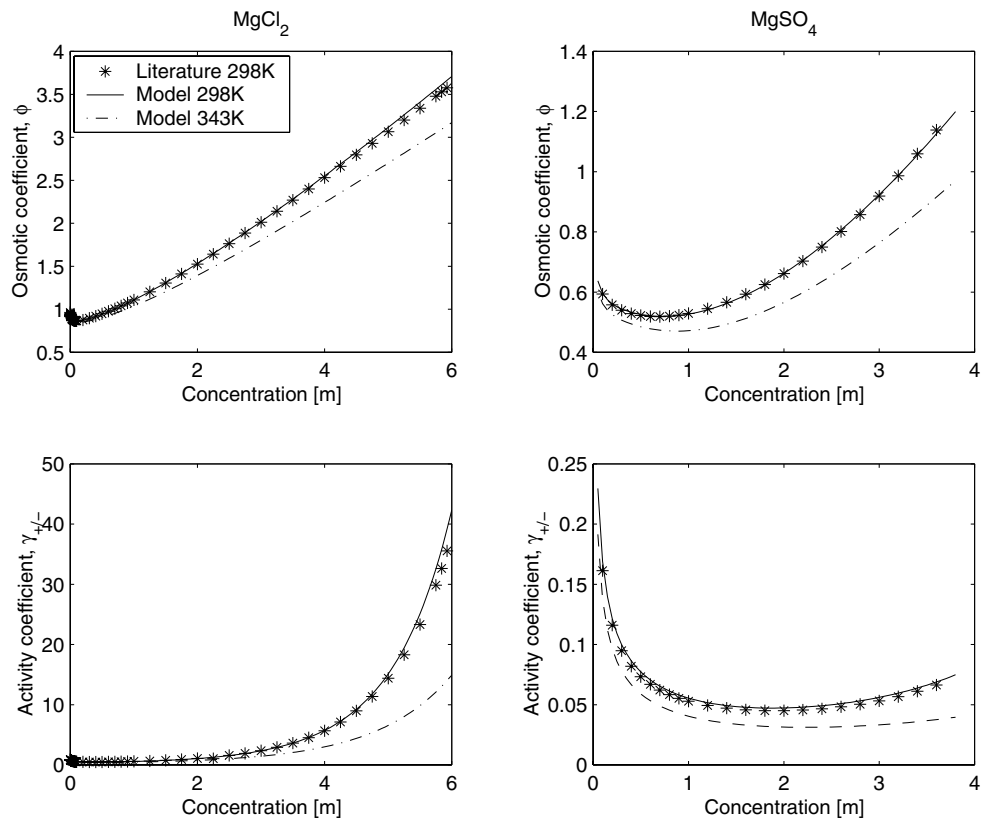 MgCl2
MgSO4
4
3.5
3
2.5
2
1.5
1
0.5
Osmotic coefficient, ϕ
Literature 298K
Model 298K
Model 343K
0 2 4 6
Concentration [m]
1.4
1.2
1
0.8
0.6
0.4
Osmotic coefficient, ϕ
0 1 2 3 4
Concentration [m]
50
40
30
20
10
0
Activity coefficient, γ+/−
0 2 4 6
Concentration [m]
0.25
0.2
0.15
0.1
0.05
0
Activity coefficient, γ+/−
0 1 2 3 4
Concentration [m]